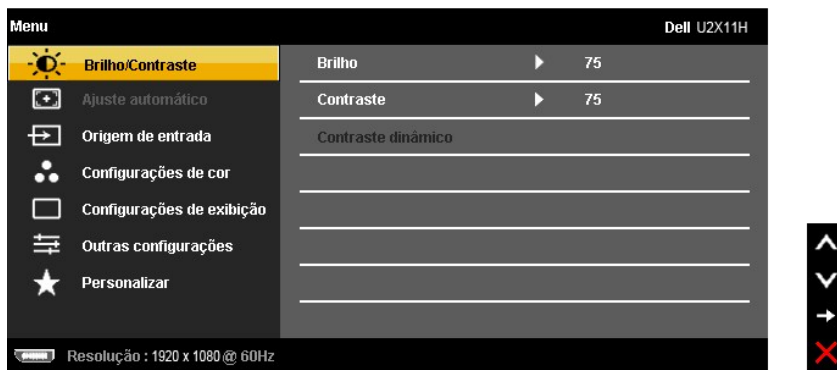 Menu
Dell U2X11H
Brilho/Contraste
Ajuste automático
Origem de entrada
Configurações de cor
Configurações de exibição
Outras configurações
Personalizar
Brilho 75
Contraste 75
Contraste dinâmico
Resolução : 1920 x 1080 @ 60Hz